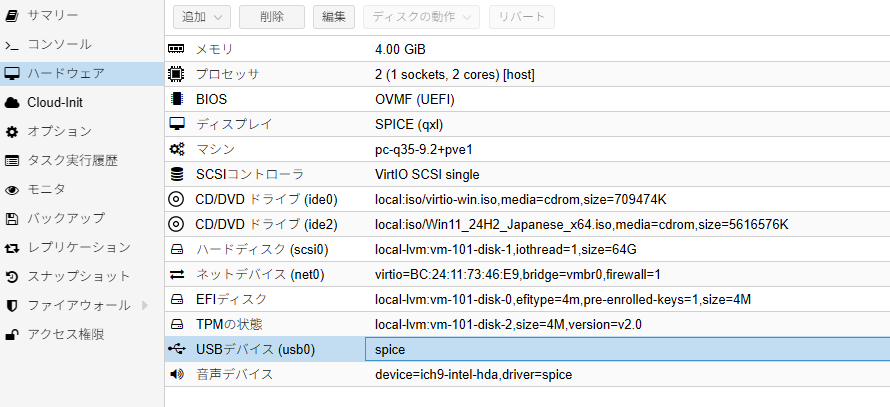 サマリー
コンソール
ハードウェア
Cloud-Init
オプション
タスク実行履歴
モニタ
バックアップ
レプリケーション
スナップショット
ファイアウォール
アクセス権限
追加 削除 編集 ディスクの動作 リバート
メモリ 4.00 GiB
プロセッサ 2 (1 sockets, 2 cores) [host]
BIOS OVMF (UEFI)
ディスプレイ SPICE (qxl)
マシン pc-q35-9.2+pve1
SCSIコントローラ VirtIO SCSI single
CD/DVD ドライブ (ide0) local:iso/virtio-win.iso,media=cdrom,size=709474K
CD/DVD ドライブ (ide2) local:iso/Win11_24H2_Japanese_x64.iso,media=cdrom,size=5616576K
ハードディスク (scsi0) local-lvm:vm-101-disk-1,iothread=1,size=64G
ネットデバイス (net0) virtio=BC:24:11:73:46:E9,bridge=vmbr0,firewall=1
EFIディスク local-lvm:vm-101-disk-0,efitype=4m,pre-enrolled-keys=1,size=4M
TPMの状態 local-lvm:vm-101-disk-2,size=4M,version=v2.0
USBデバイス (usb0) spice
音声デバイス device=ich9-intel-hda,driver=spice